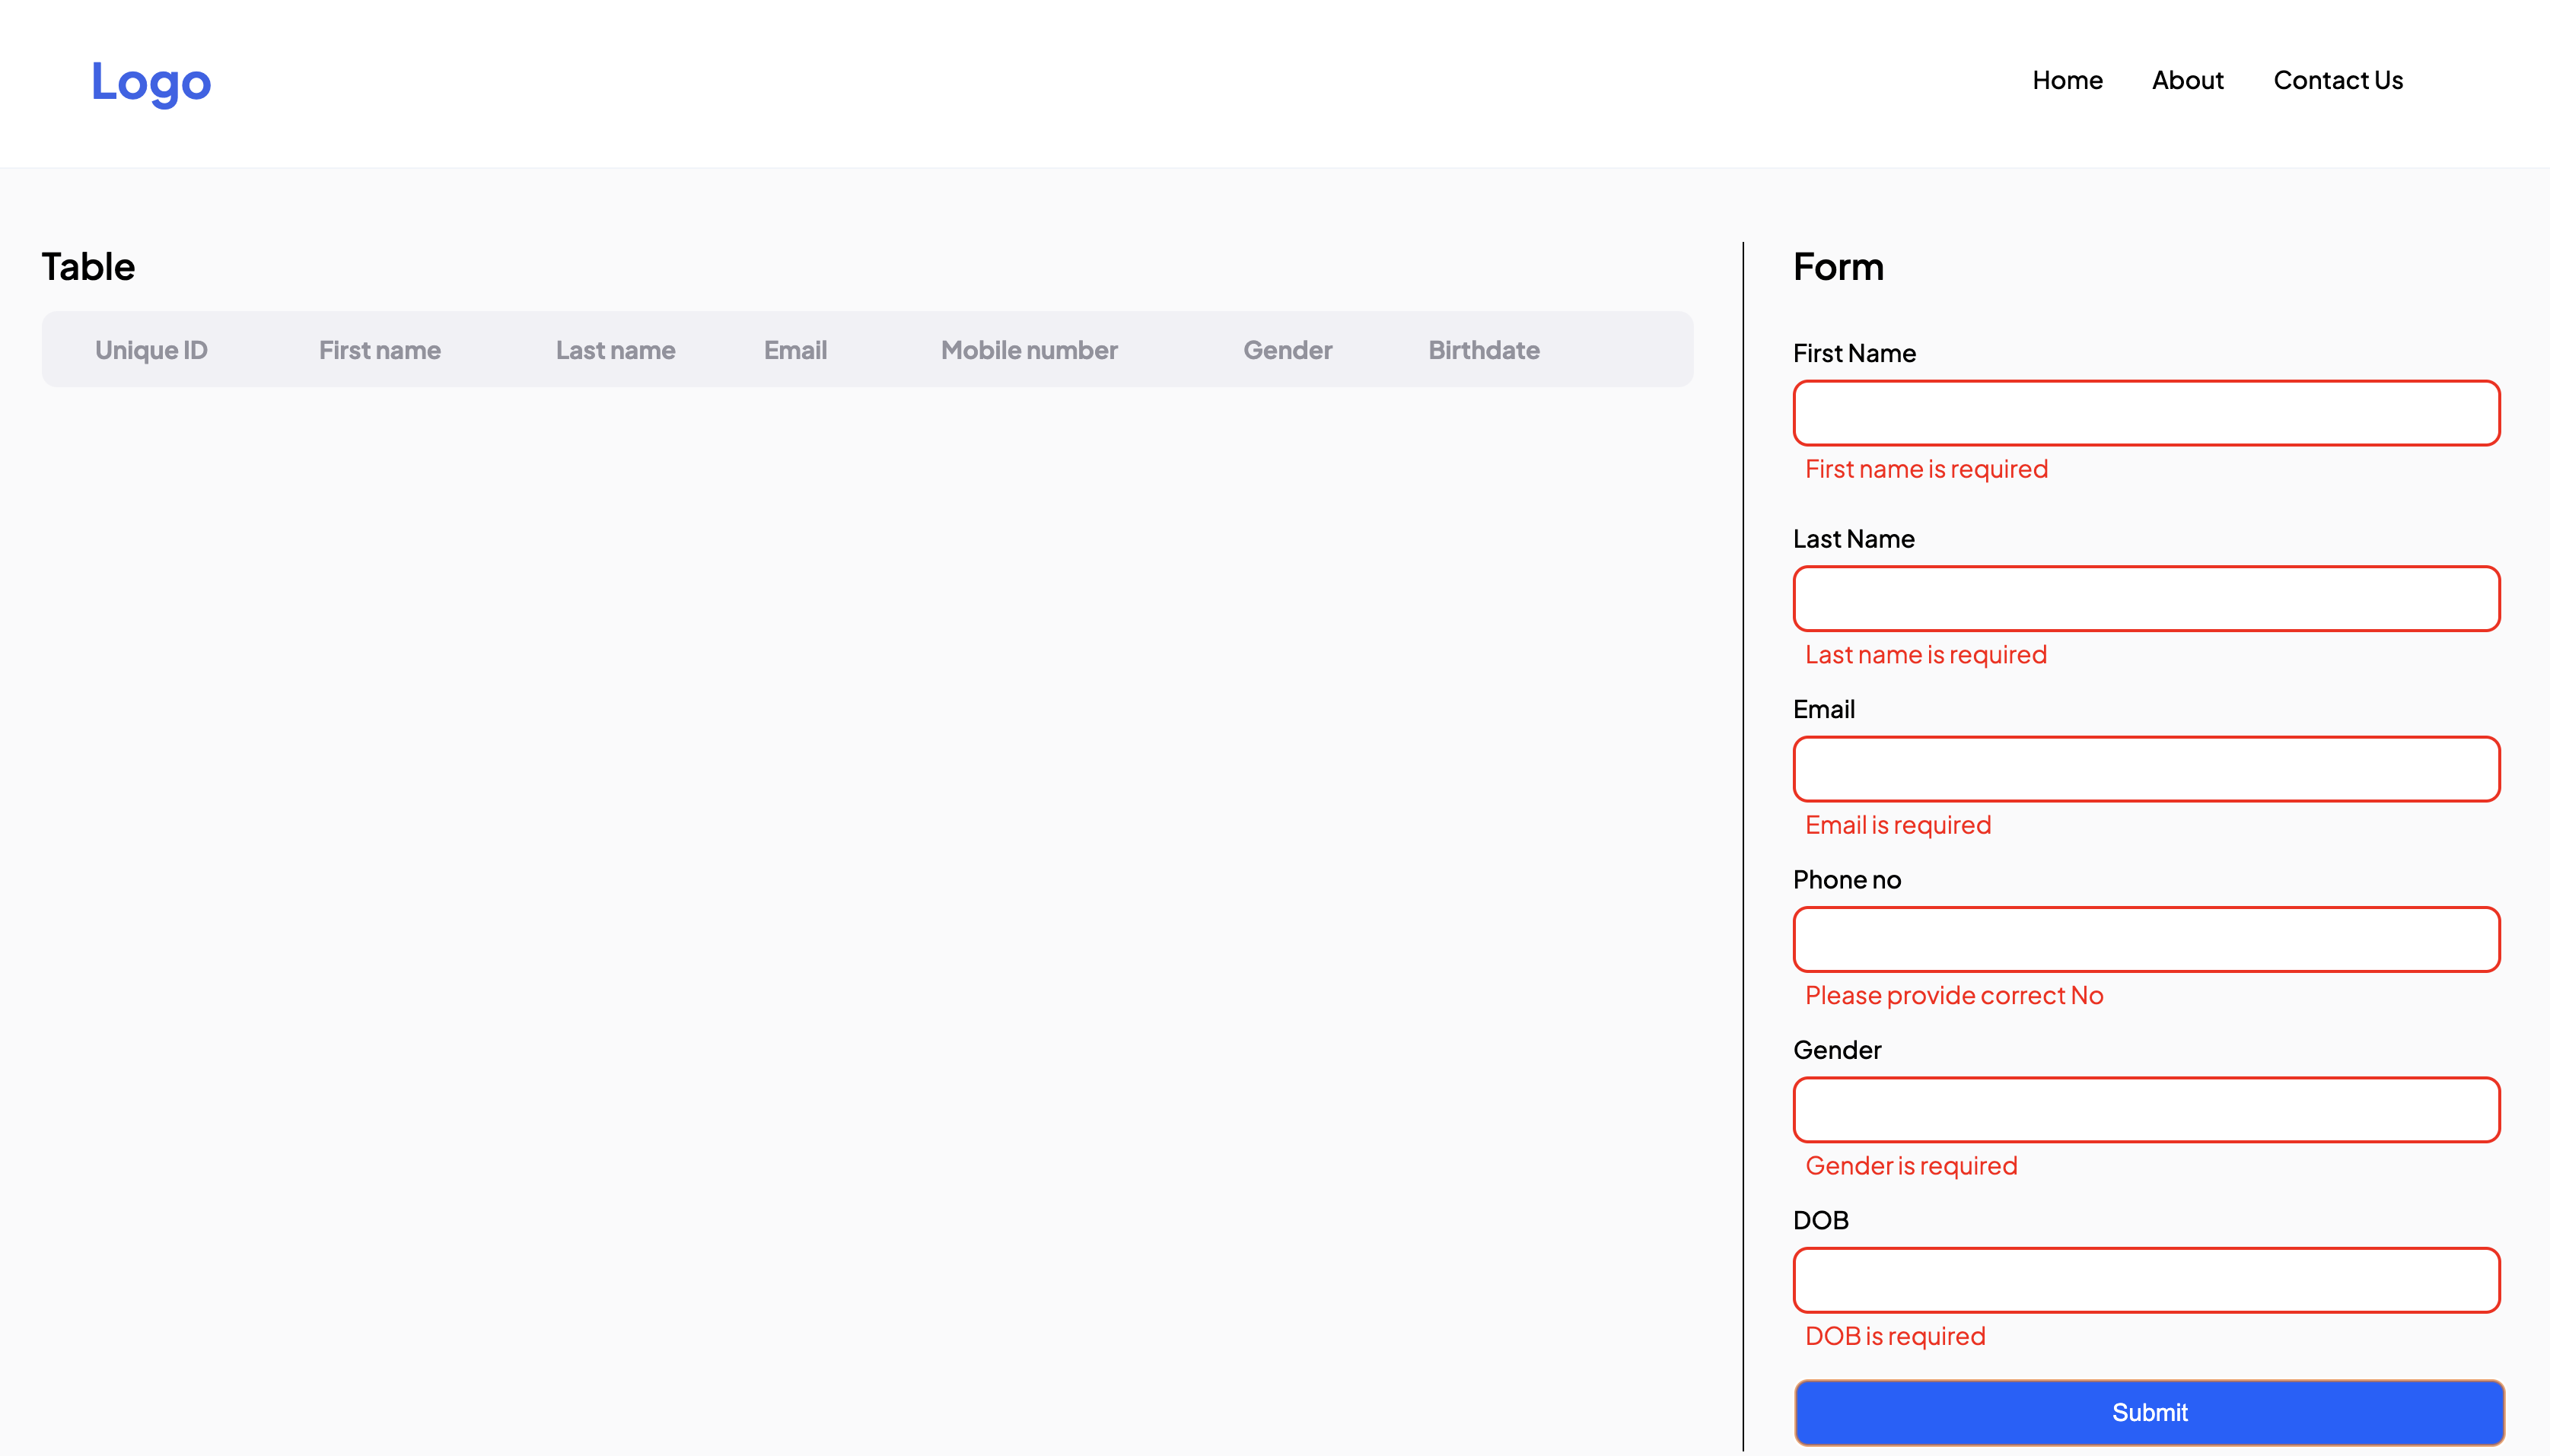 Logo
Home About Contact Us
Table
Unique ID First name Last name Email Mobile number Gender Birthdate
Form
First Name
First name is required
Last Name
Last name is required
Email
Email is required
Phone no
Please provide correct No
Gender
Gender is required
DOB
DOB is required
Submit